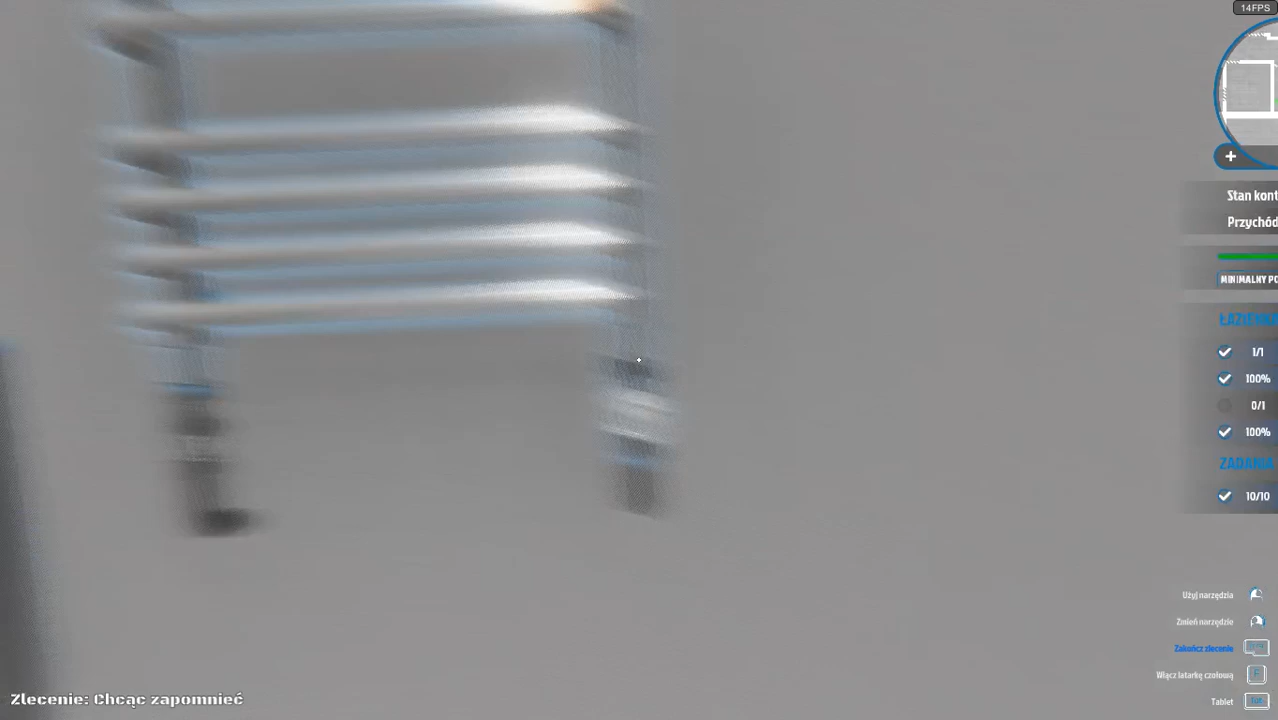 14FPS
+
Stan kont
Przychód
MINIMALNY PO
ŁAZIENKA
1/1
100%
0/1
100%
ZADANIA
10/10
Użyj narzędzia
Zmień narzędzie
Zakończ zlecenie
Włącz latarkę czołową
F
Tablet
Zlecenie: Chcąc zapomnieć